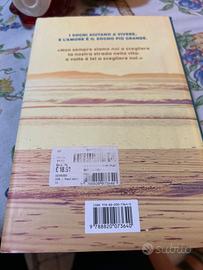 I SOGNI AIUTANO A VIVERE,
E L'AMORE È IL SOGNO PIÙ GRANDE.
«Non sempre siamo noi a scegliere
la nostra strada nella vita:
a volte è lei a scegliere noi.»
€ 18,51
9 788820 073640
subito